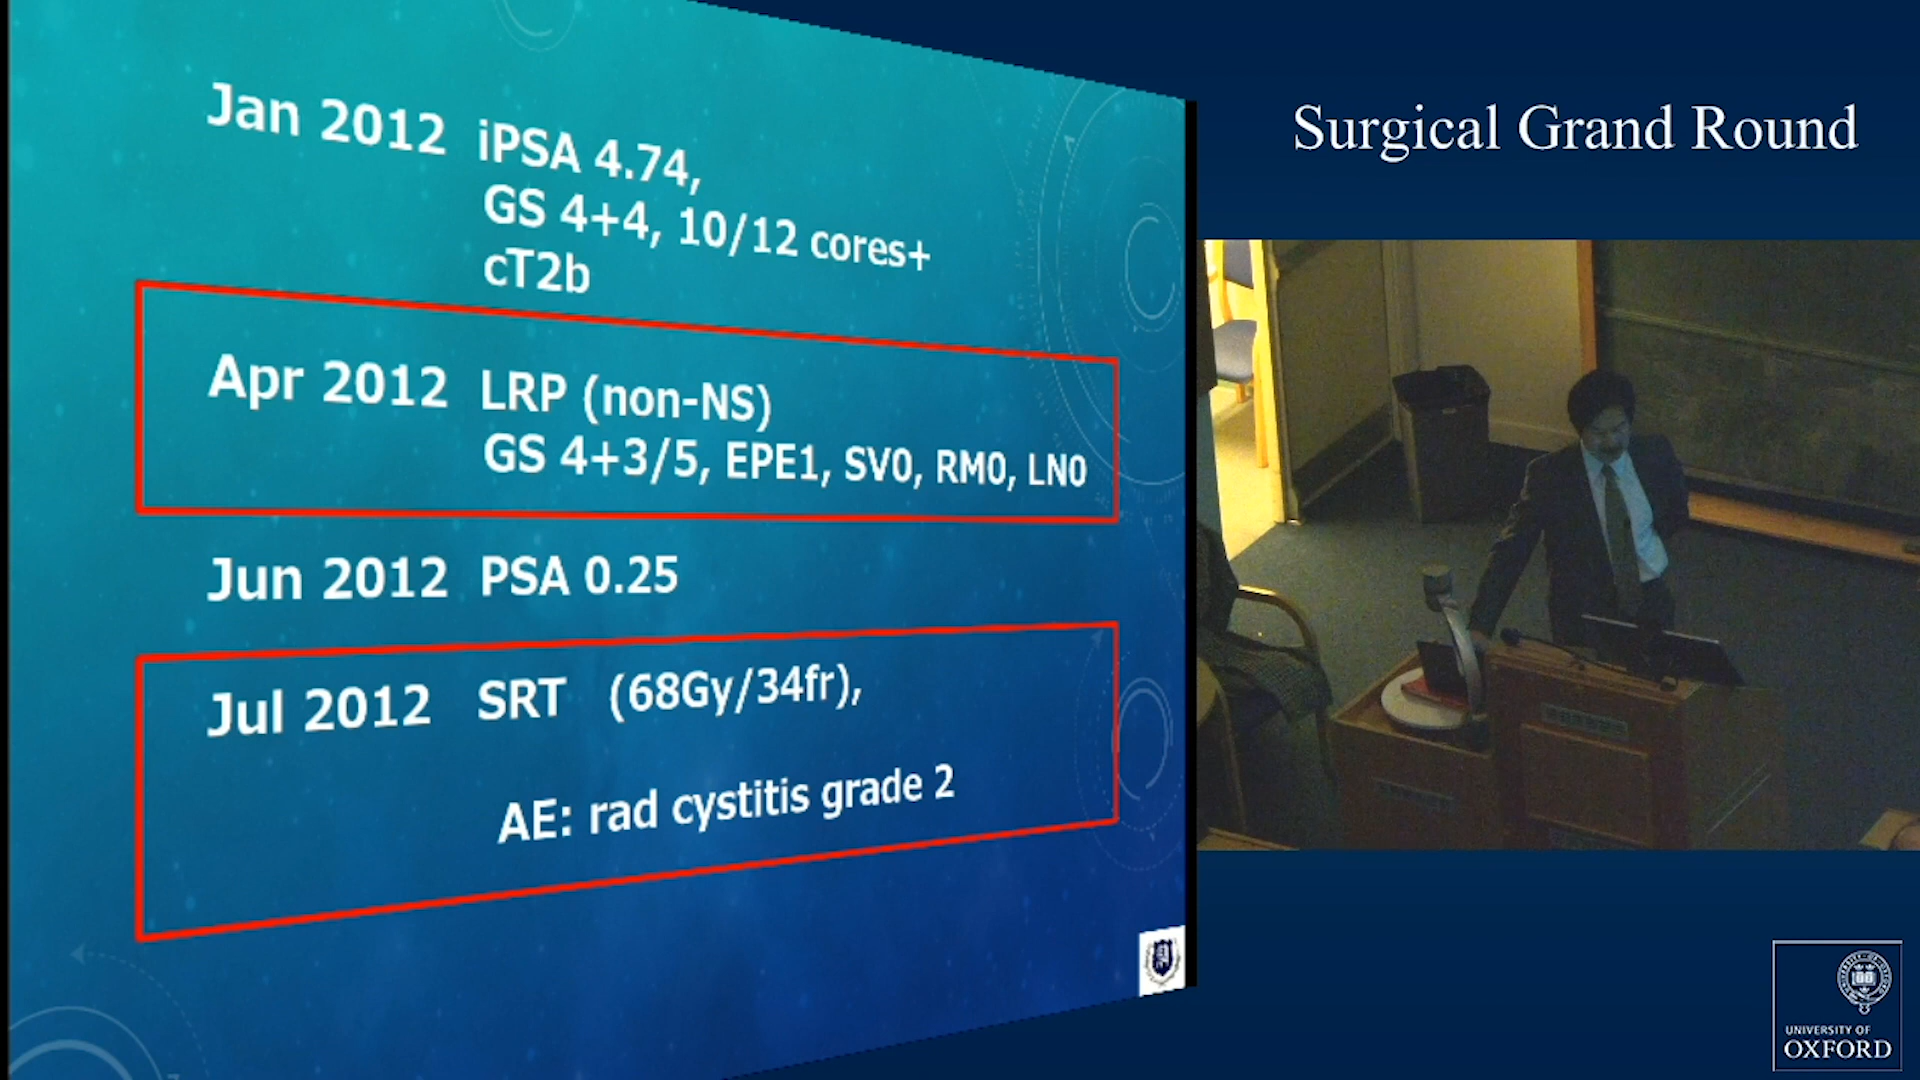 Surgical Grand Round
Jan 2012 iPSA 4.74,
GS 4+4, 10/12 cores+
cT2b
Apr 2012 LRP (non-NS)
GS 4+3/5, EPE1, SV0, RM0, LN0
Jun 2012 PSA 0.25
Jul 2012 SRT (68Gy/34fr),
AE: rad cystitis grade 2
UNIVERSITY OF
OXFORD